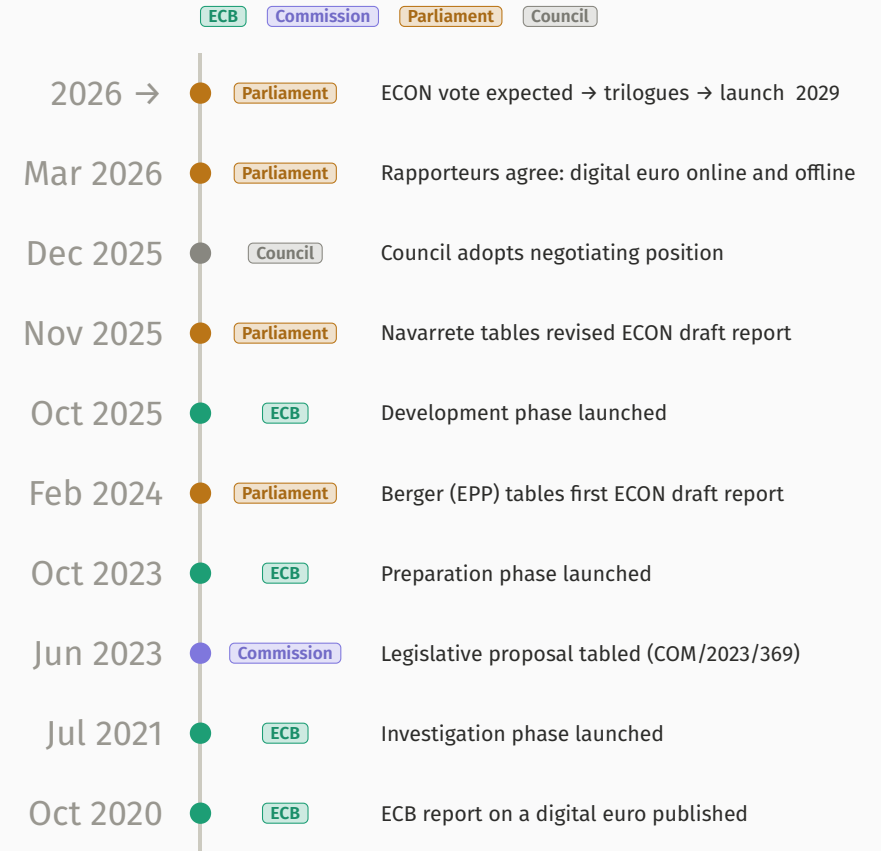 ECB Commission Parliament Council
2026 → Parliament ECON vote expected → trilogues → launch 2029
Mar 2026 Parliament Rapporteurs agree: digital euro online and offline
Dec 2025 Council Council adopts negotiating position
Nov 2025 Parliament Navarrete tables revised ECON draft report
Oct 2025 ECB Development phase launched
Feb 2024 Parliament Berger (EPP) tables first ECON draft report
Oct 2023 ECB Preparation phase launched
Jun 2023 Commission Legislative proposal tabled (COM/2023/369)
Jul 2021 ECB Investigation phase launched
Oct 2020 ECB ECB report on a digital euro published